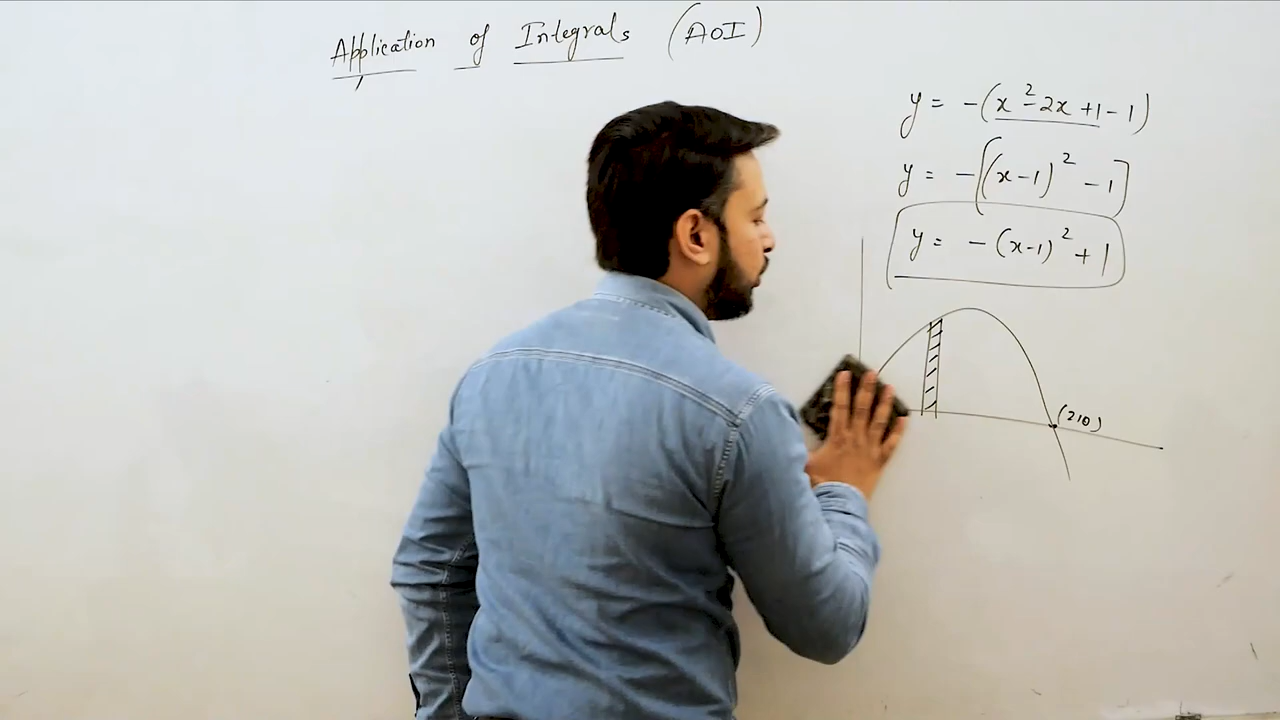 Application of Integrals (AOI)
y = -(x²-2x+1-1)
y = -[(x-1)² -1]
y = -(x-1)² + 1
(2,0)